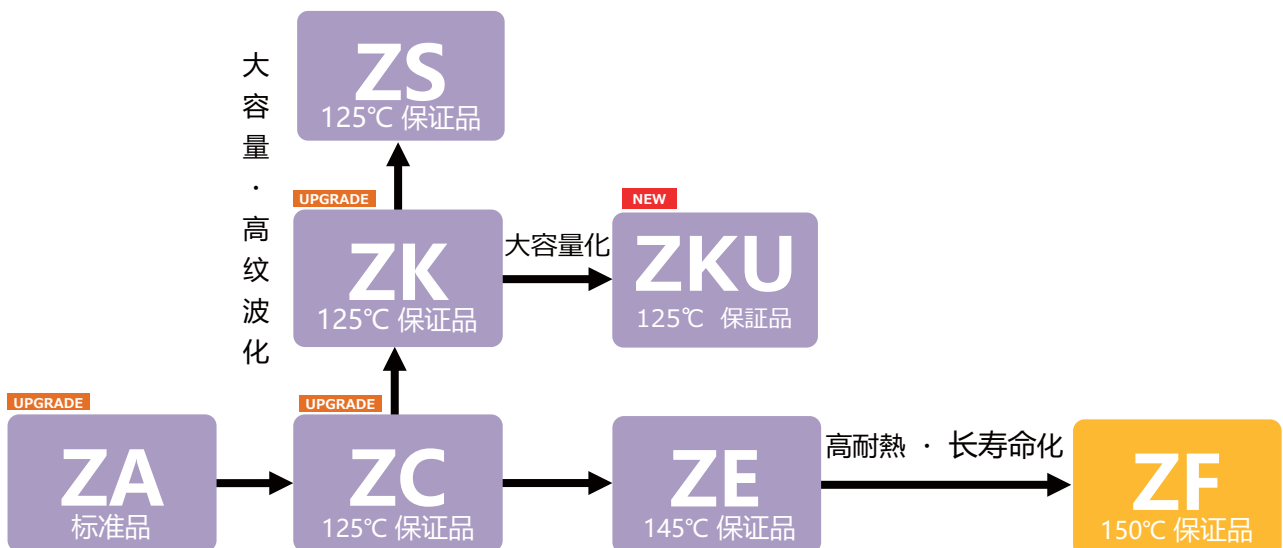 大容量·高纹波化
ZS
125℃ 保证品
UPGRADE
ZK
125℃ 保证品
大容量化
NEW
ZKU
125℃ 保証品
UPGRADE
ZA
标准品
UPGRADE
ZC
125℃ 保证品
ZE
145℃ 保证品
高耐熱 · 长寿命化
ZF
150℃ 保证品